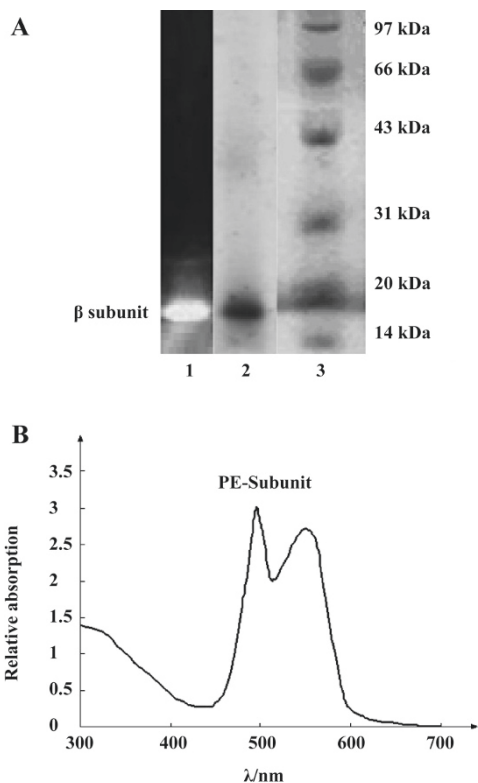 A
97 kDa
66 kDa
43 kDa
31 kDa
20 kDa
β subunit
14 kDa
1 2 3
B
PE-Subunit
Relative absorption
3.5
3
2.5
2
1.5
1
0.5
0
300 400 500 600 700
λ/nm